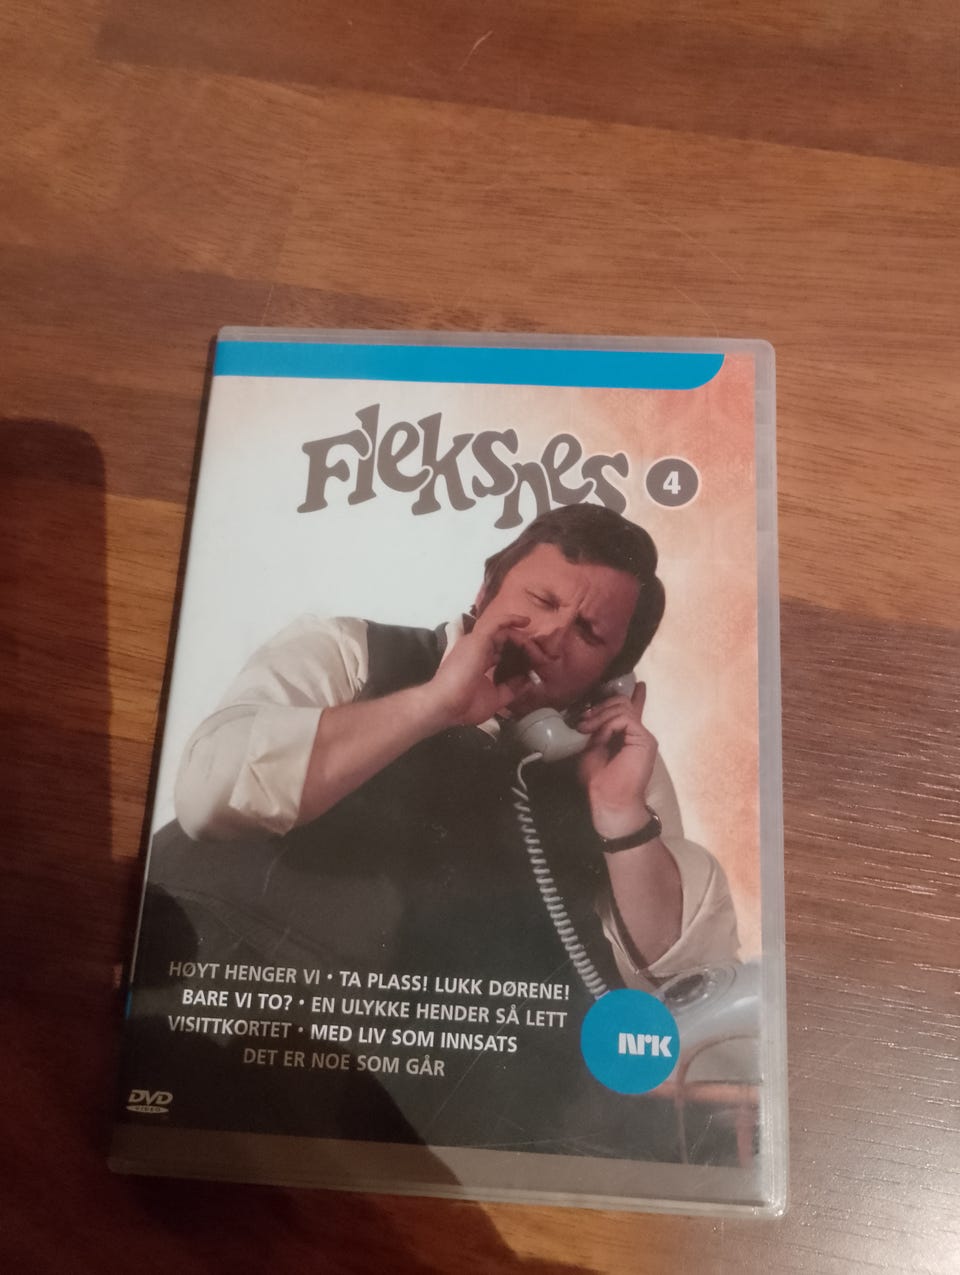 Fleksnes 4
HØYT HENGER VI • TA PLASS! LUKK DØRENE!
BARE VI TO? • EN ULYKKE HENDER SÅ LETT
VISITTKORTET • MED LIV SOM INNSATS
DET ER NOE SOM GÅR
nrk
DVD
VIDEO